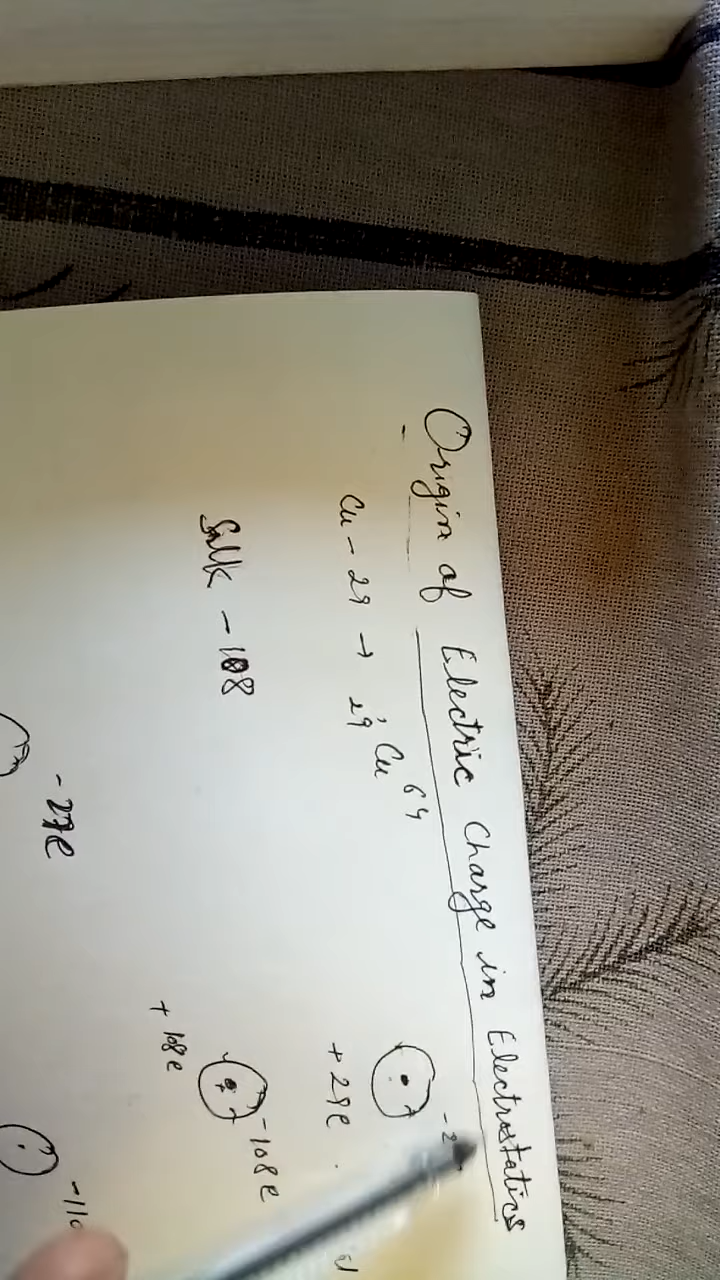 Origin of Electric Charge in Electrostatics
Cu - 29 → 29 Cu 64
+29e
Silk - 108
-108e
+108e
-27e